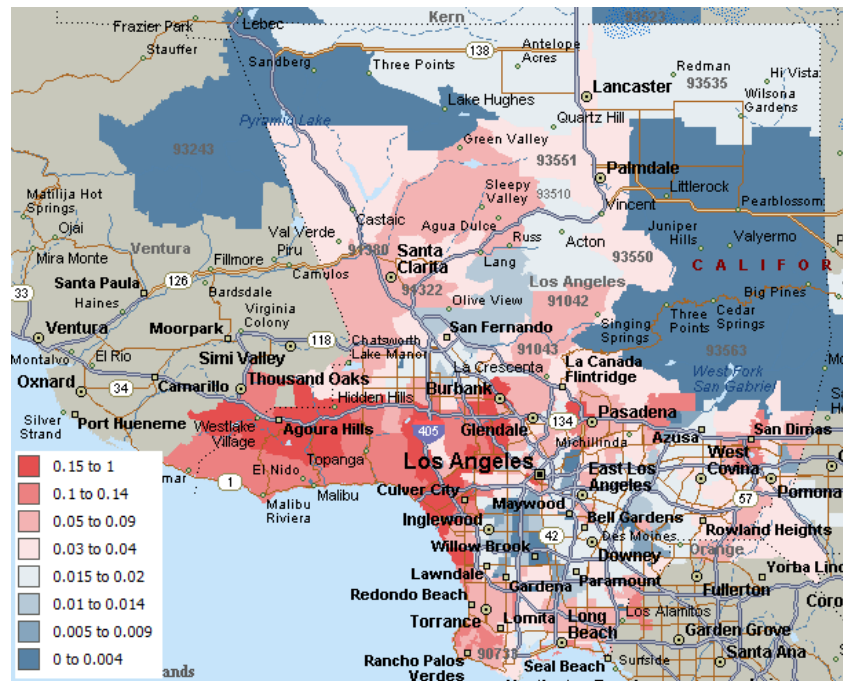 Kern
93523
Frazier Park
Lebec
Stauffer
138
Antelope
Acres
Sandberg
Three Points
Redman
93535
Hi Vista
Lancaster
Wilsona
Gardens
Lake Hughes
Pyramid Lake
Quartz Hill
Green Valley
93243
93551
Palmdale
Matilija Hot
Springs
Sleepy
Valley
93510
Littlerock
Castaic
Vincent
Pearblossom
Ojai
Val Verde
Agua Dulce
Juniper
Hills
Ventura
Piru
91380
Russ
Acton
Valyermo
Mira Monte
Fillmore
Camulos
Santa
Clarita
Lang
93550
CALIFOR
Santa Paula
126
Bardsdale
Los Angeles
Big Pines
33
Haines
Virginia
Colony
91322
Olive View
91042
Three
Points
Cedar
Springs
Ventura
Moorpark
118
Chatsworth
Lake Manor
San Fernando
Singing
Springs
Montalvo
El Rio
Simi Valley
91043
93563
La Crescenta
La Canada
Flintridge
West Fork
San Gabriel
Oxnard
34
Camarillo
Thousand Oaks
Burbank
Hidden Hills
Silver
Strand
Port Hueneme
Westlake
Village
Agoura Hills
405
Glendale
134
Pasadena
Azusa
San Dimas
Michillinda
West
Covina
Topanga
Los Angeles
mar
1
El Nido
Malibu
Culver City
East Los
Angeles
Pomona
Malibu
Riviera
Maywood
57
Inglewood
Bell Gardens
Rowland Heights
Des Moines
Willow Brook
42
Downey
Orange
Lawndale
Gardena
Paramount
Yorba Lind
Redondo Beach
Fullerton
Coro
Torrance
Lomita
Long
Beach
Los Alamitos
Garden Grove
90733
Rancho Palos
Verdes
Seal Beach
Surfside
Santa Ana
0.15 to 1
0.1 to 0.14
0.05 to 0.09
0.03 to 0.04
0.015 to 0.02
0.01 to 0.014
0.005 to 0.009
0 to 0.004
nds